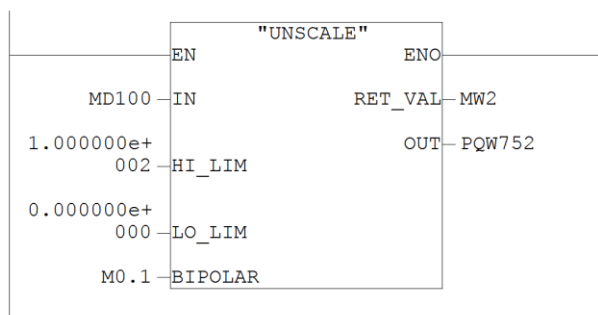 "UNSCALE"
EN ENO
MD100 IN RET_VAL MW2
1.000000e+ OUT PQW752
002 HI_LIM
0.000000e+
000 LO_LIM
M0.1 BIPOLAR